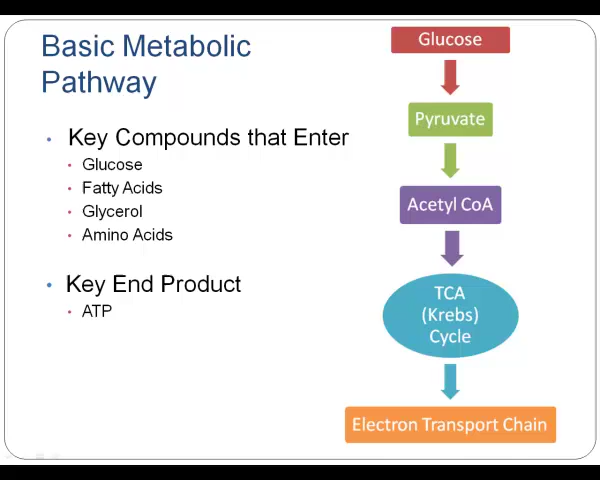 Basic Metabolic
Pathway
Key Compounds that Enter
Glucose
Fatty Acids
Glycerol
Amino Acids
Key End Product
ATP
Glucose
Pyruvate
Acetyl CoA
TCA
(Krebs)
Cycle
Electron Transport Chain